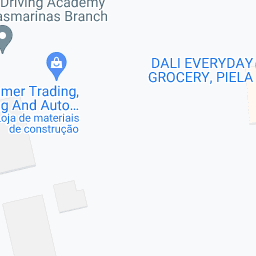 Driving Academy
asmarinas Branch
mer Trading,
g And Auto...
Loja de materiais
de construção
DALI EVERYDAY
GROCERY, PIELA